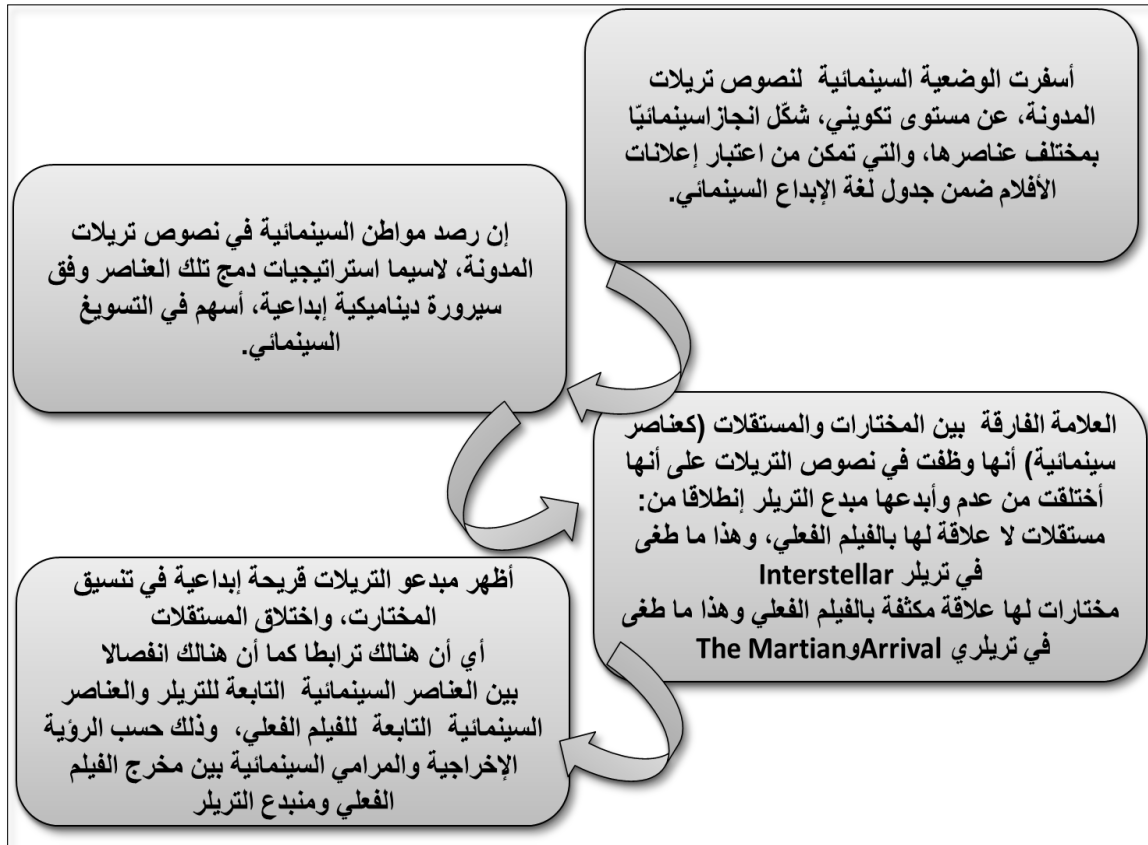 أسفرت الوضعية السينمائية لنصوص تريلات
المدونة، عن مستوى تكويني، شكّل انجازاسينمائيّا
بمختلف عناصرها، والتي تمكن من اعتبار إعلانات
الأفلام ضمن جدول لغة الإبداع السينمائي.
إن رصد مواطن السينمائية في نصوص تريلات
المدونة، لاسيما استراتيجيات دمج تلك العناصر وفق
سيرورة ديناميكية إبداعية، أسهم في التسويغ
السينمائي.
العلامة الفارقة بين المختارات والمستقلات (كعناصر
سينمائية) أنها وظفت في نصوص التريلات على أنها
أختلقت من عدم وأبدعها مبدع التريلر إنطلاقا من:
مستقلات لا علاقة لها بالفيلم الفعلي، وهذا ما طغى
في تريلر Interstellar
مختارات لها علاقة مكثفة بالفيلم الفعلي وهذا ما طغى
في تريلري Arrivalو The Martian
أظهر مبدعو التريلات قريحة إبداعية في تنسيق
المختارت، واختلاق المستقلات
أي أن هنالك ترابطا كما أن هنالك انفصالا
بين العناصر السينمائية التابعة للتريلر والعناصر
السينمائية التابعة للفيلم الفعلي، وذلك حسب الرؤية
الإخراجية والمرامي السينمائية بين مخرج الفيلم
الفعلي ومنبدع التريلر